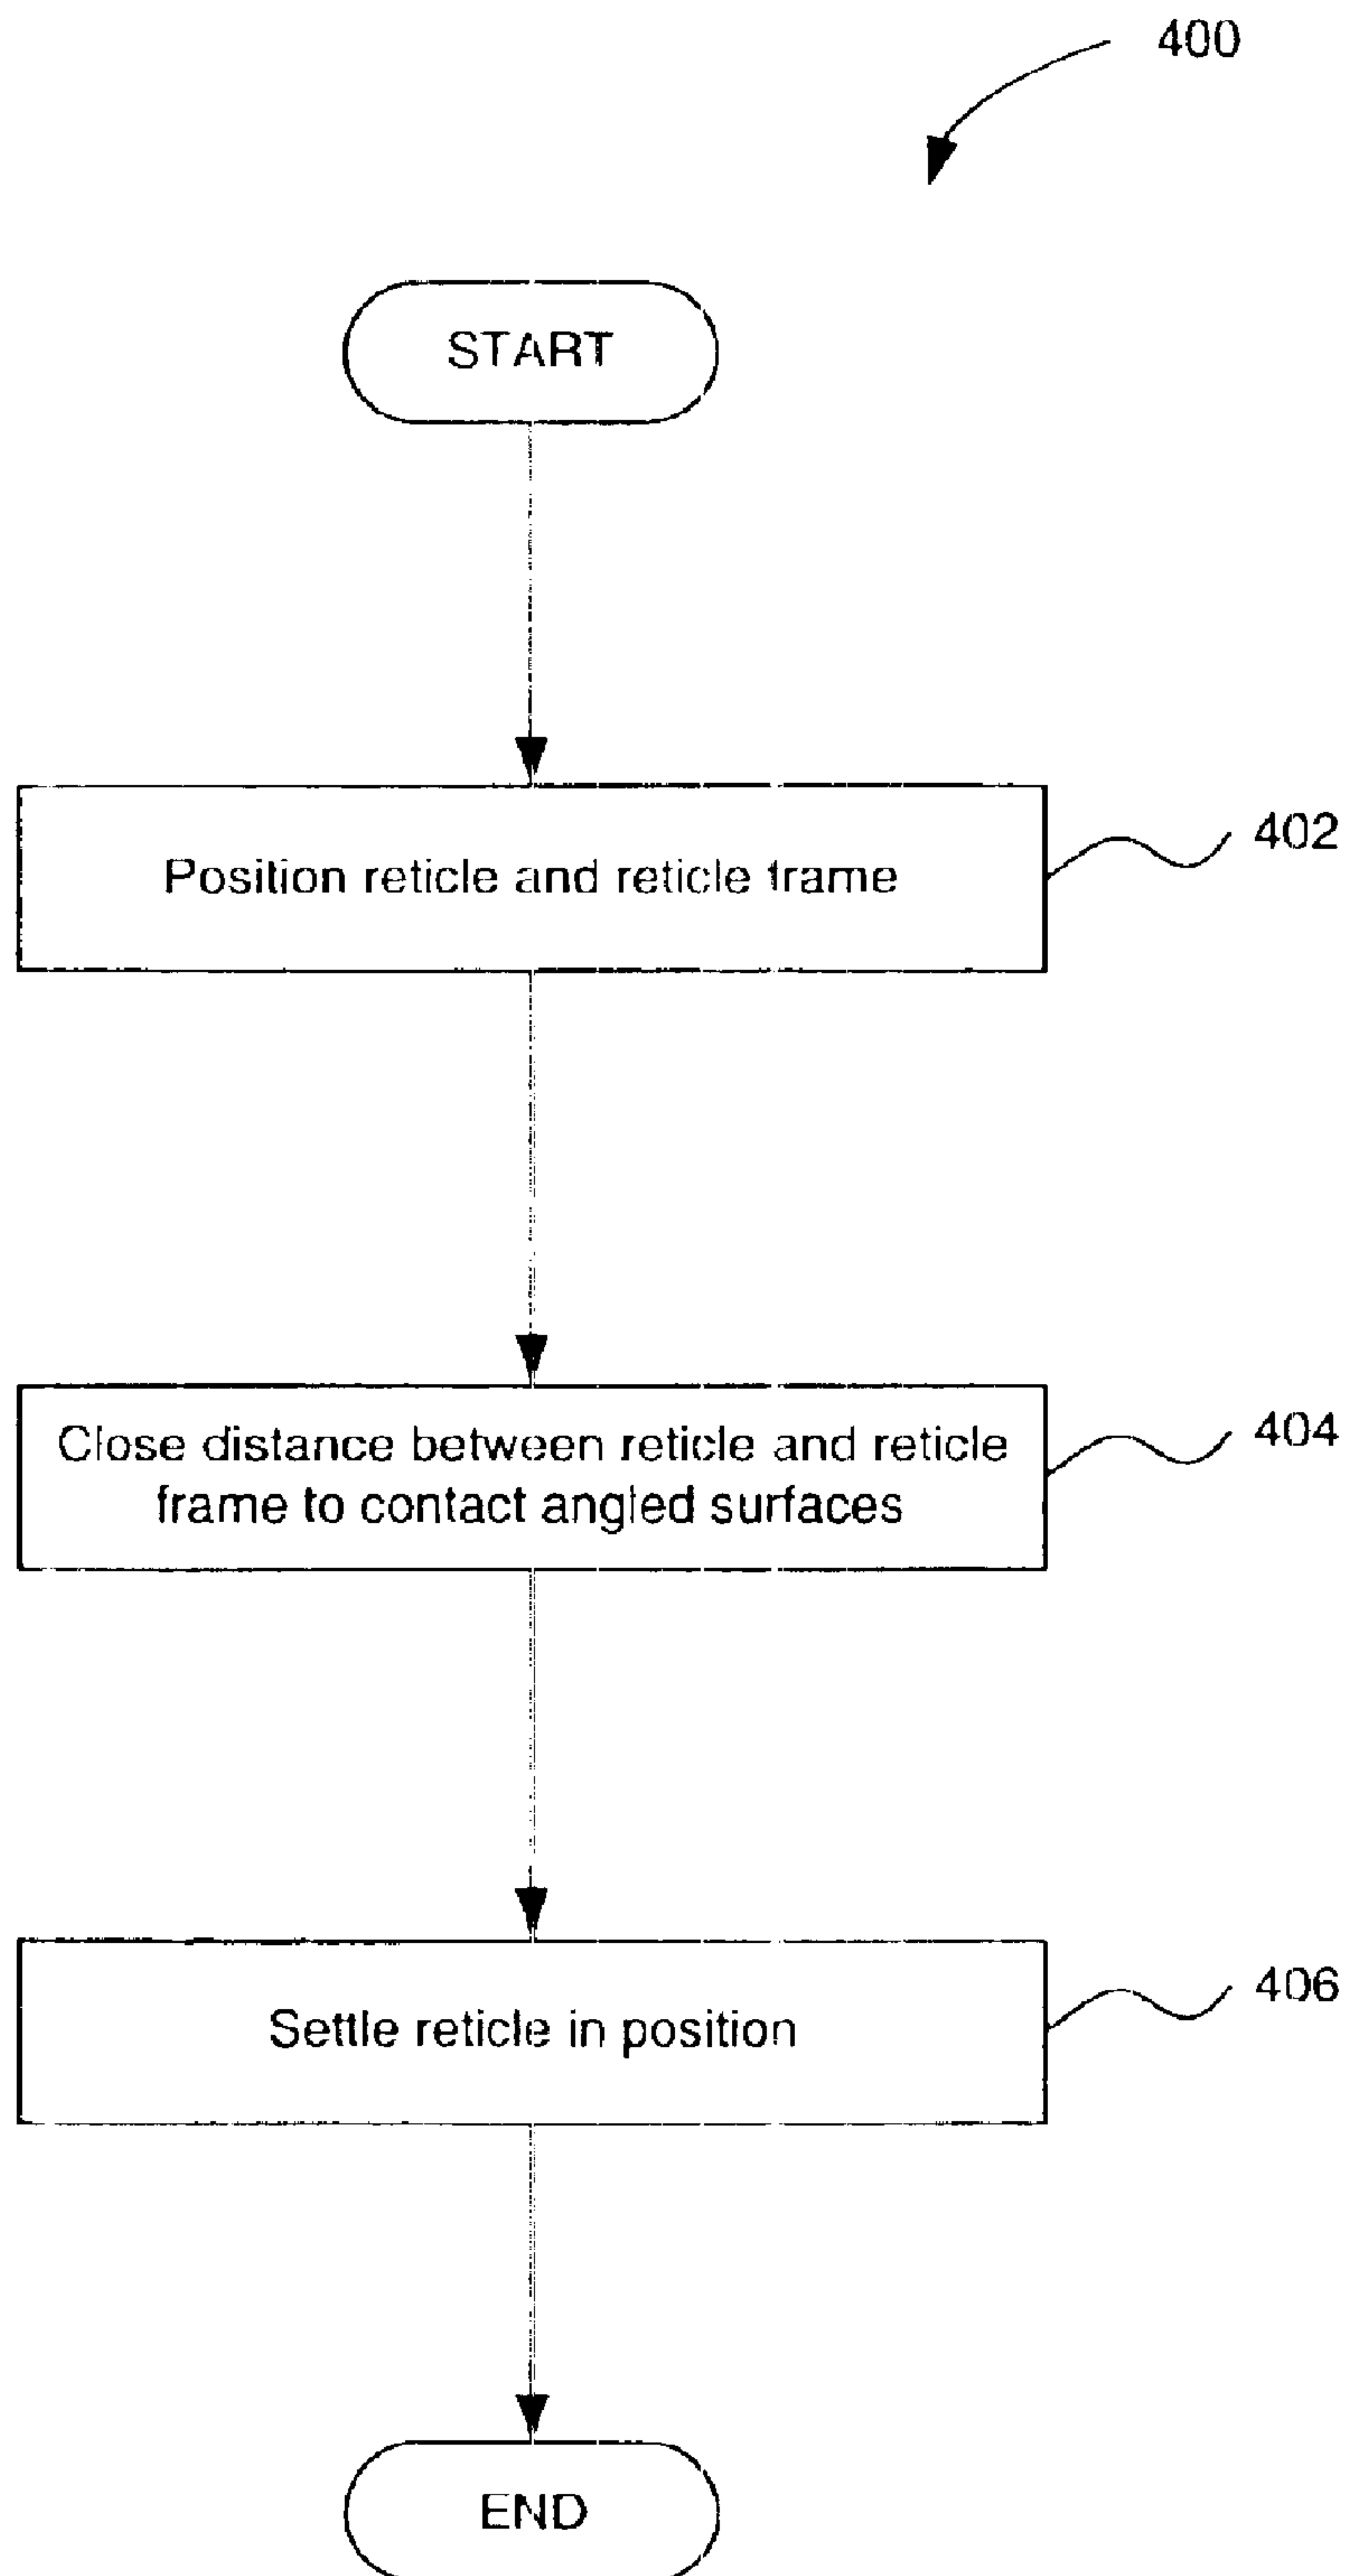 400
START
Position reticle and reticle frame
402
Close distance between reticle and reticle
frame to contact angled surfaces
404
Settle reticle in position
406
END